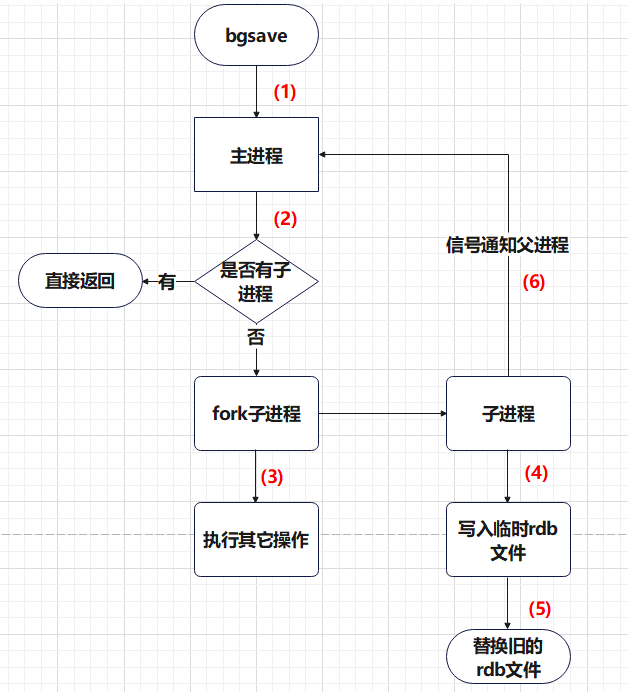 bgsave
(1)
主进程
(2)
信号通知父进程
是否有子
进程
直接返回
有
(6)
否
fork子进程
子进程
(3)
(4)
执行其它操作
写入临时rdb
文件
(5)
替换旧的
rdb文件